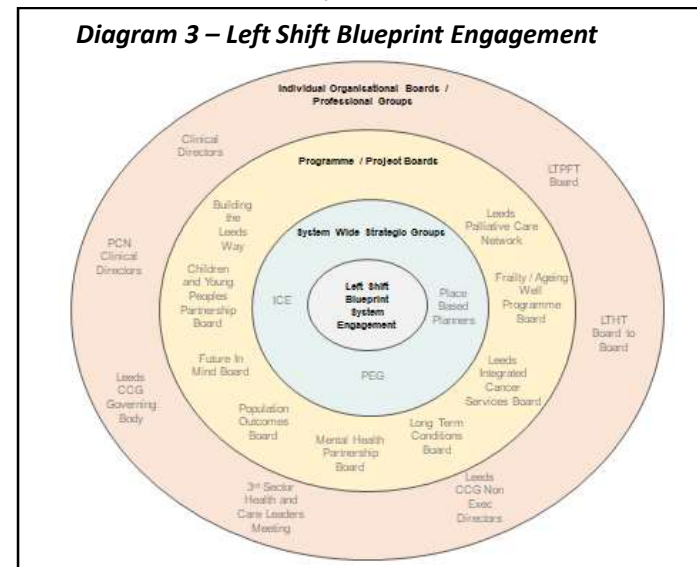 Diagram 3 – Left Shift Blueprint Engagement
Individual Organisational Boards /
Professional Groups
Clinical
Directors
LTPFT
Board
PCN
Clinical
Directors
LTHT
Board to
Board
Leeds
CCG
Governing
Body
3rd Sector
Health and
Care Leaders
Meeting
Leeds
CCG Non
Exec
Directors
Programme / Project Boards
Building
the
Leeds
Way
Leeds
Palliative Care
Network
Children
and Young
Peoples
Partnership
Board
Frailty / Ageing
Well
Programme
Board
Future In
Mind Board
Leeds
Integrated
Cancer
Services Board
Population
Outcomes
Board
Mental Health
Partnership
Board
Long Term
Conditions
Board
System Wide Strategic Groups
ICE
Place
Based
Planners
PEG
Left Shift
Blueprint
System
Engagement